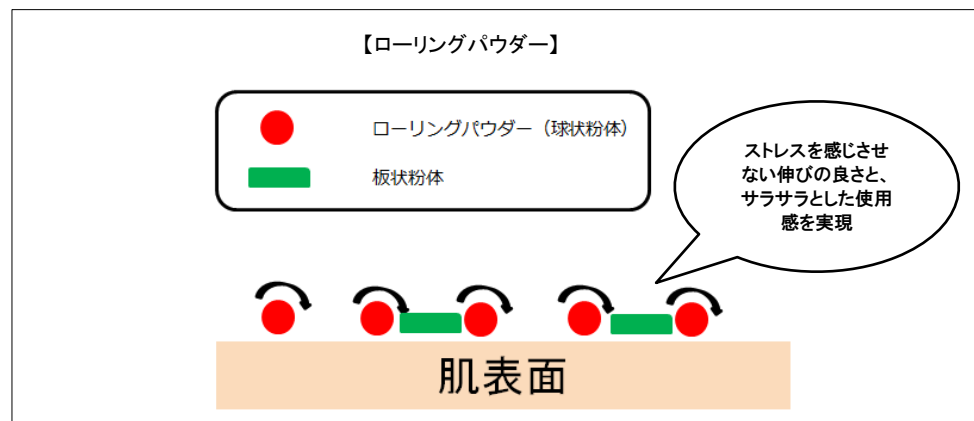 【ローリングパウダー】
ローリングパウダー（球状粉体）
板状粉体
ストレスを感じさせ
ない伸びの良さと、
サラサラとした使用
感を実現
肌表面